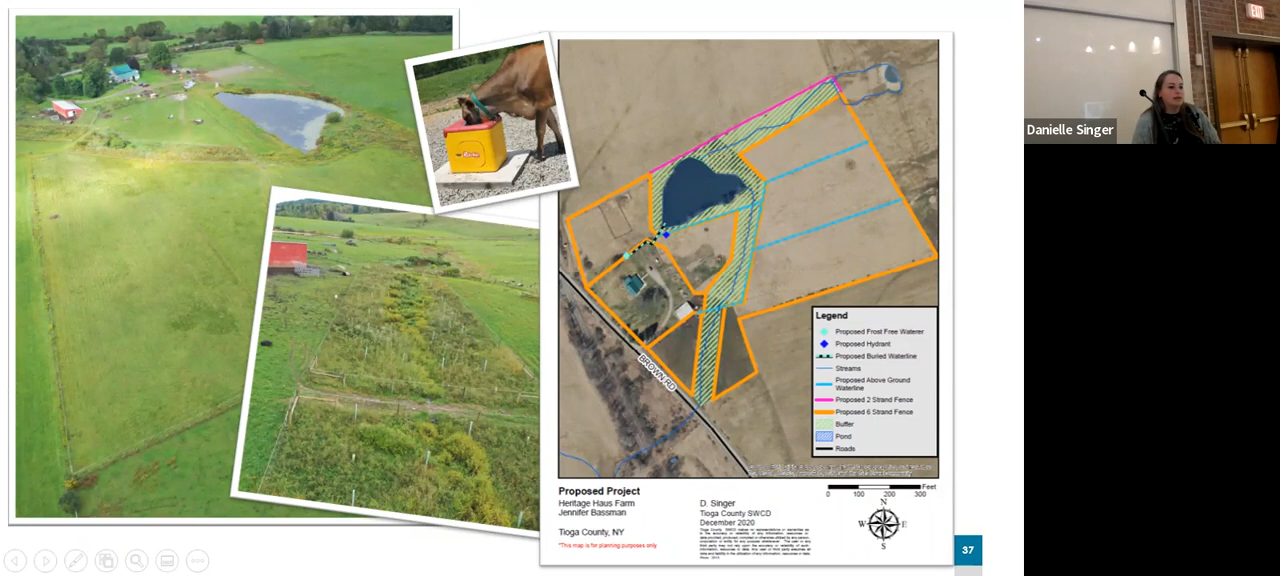 EXIT
Danielle Singer
BROWN RD
Legend
Proposed Frost Free Waterer
Proposed Hydrant
Proposed Buried Waterline
Streams
Proposed Above Ground
Waterline
Proposed 2 Strand Fence
Proposed 6 Strand Fence
Buffer
Pond
Roads
Proposed Project
Heritage Haus Farm
Jennifer Bassman
Tioga County, NY
*This map is for planning purposes only
D. Singer
Tioga County SWCD
December 2020
Feet
0 100 200 300
N
W E
S
37